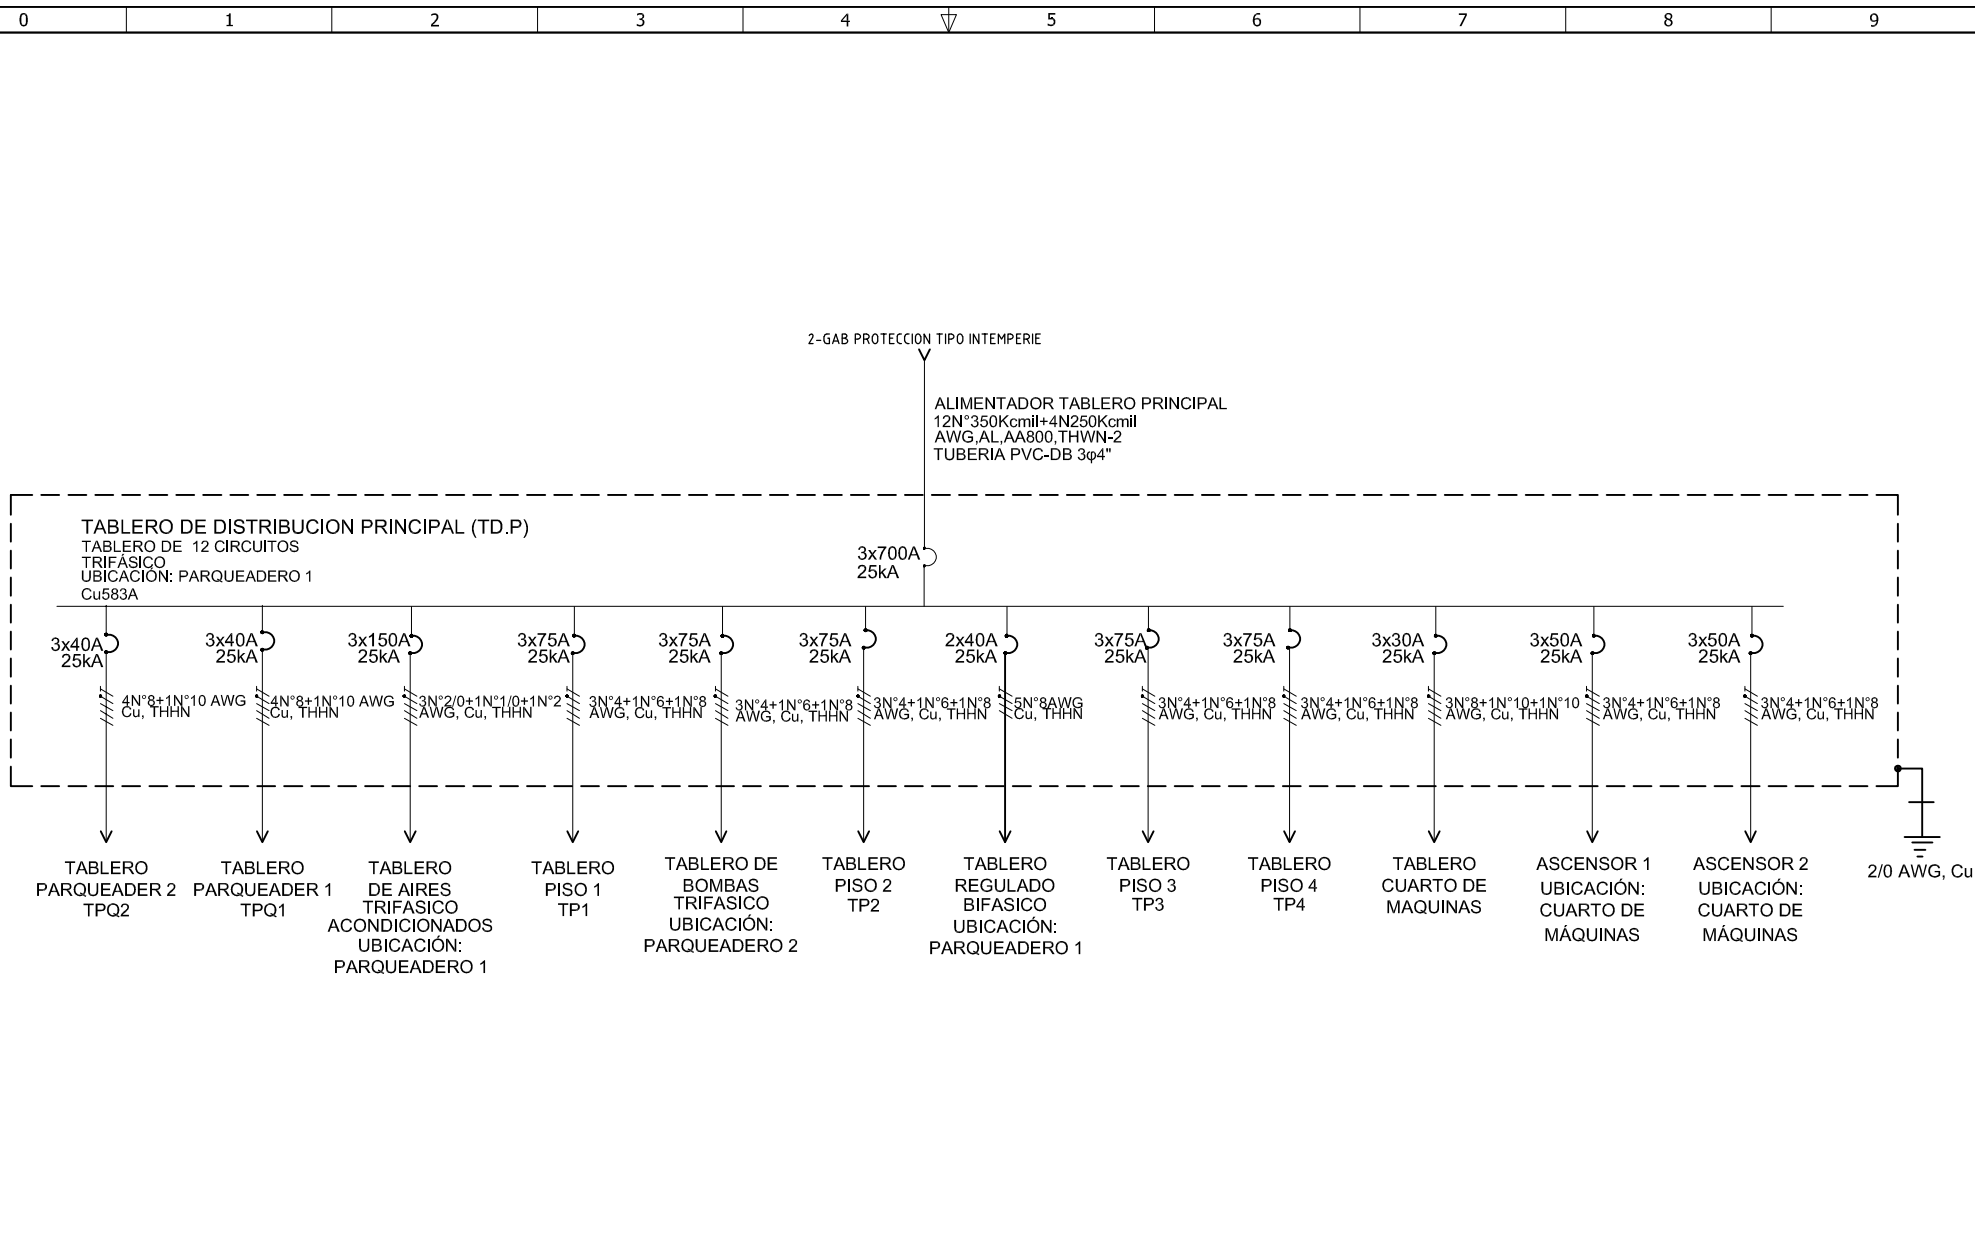 0 1 2 3 4 5 6 7 8 9
2-GAB PROTECCION TIPO INTEMPERIE
ALIMENTADOR TABLERO PRINCIPAL
12N°350Kcmil+4N250Kcmil
AWG,AL,AA800,THWN-2
TUBERIA PVC-DB 3φ4"
TABLERO DE DISTRIBUCION PRINCIPAL (TD.P)
TABLERO DE 12 CIRCUITOS
TRIFÁSICO
UBICACIÓN: PARQUEADERO 1
Cu583A
3x700A
25kA
3x40A
25kA
4N°8+1N°10 AWG
Cu, THHN
TABLERO
PARQUEADER 2
TPQ2
3x40A
25kA
4N°8+1N°10 AWG
Cu, THHN
TABLERO
PARQUEADER 1
TPQ1
3x150A
25kA
3N°2/0+1N°1/0+1N°2
AWG, Cu, THHN
TABLERO
DE AIRES
TRIFASICO
ACONDICIONADOS
UBICACIÓN:
PARQUEADERO 1
3x75A
25kA
3N°4+1N°6+1N°8
AWG, Cu, THHN
TABLERO
PISO 1
TP1
3x75A
25kA
3N°4+1N°6+1N°8
AWG, Cu, THHN
TABLERO DE
BOMBAS
TRIFASICO
UBICACIÓN:
PARQUEADERO 2
3x75A
25kA
3N°4+1N°6+1N°8
AWG, Cu, THHN
TABLERO
PISO 2
TP2
2x40A
25kA
5N°8AWG
Cu, THHN
TABLERO
REGULADO
BIFASICO
UBICACIÓN:
PARQUEADERO 1
3x75A
25kA
3N°4+1N°6+1N°8
AWG, Cu, THHN
TABLERO
PISO 3
TP3
3x75A
25kA
3N°4+1N°6+1N°8
AWG, Cu, THHN
TABLERO
PISO 4
TP4
3x30A
25kA
3N°8+1N°10+1N°10
AWG, Cu, THHN
TABLERO
CUARTO DE
MAQUINAS
3x50A
25kA
3N°4+1N°6+1N°8
AWG, Cu, THHN
ASCENSOR 1
UBICACIÓN:
CUARTO DE
MÁQUINAS
3x50A
25kA
3N°4+1N°6+1N°8
AWG, Cu, THHN
ASCENSOR 2
UBICACIÓN:
CUARTO DE
MÁQUINAS
2/0 AWG, Cu